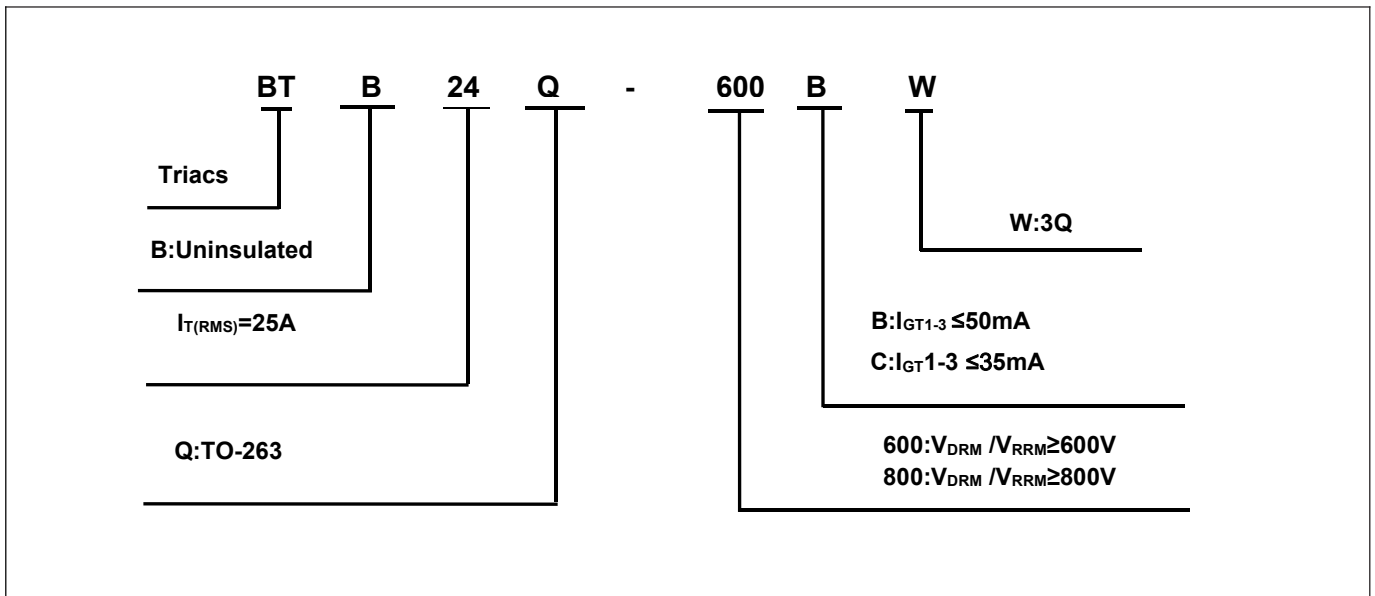 BT B 24 Q - 600 B W
Triacs
B:Uninsulated
IT(RMS)=25A
Q:TO-263
W:3Q
B:IGT1-3 ≤50mA
C:IGT1-3 ≤35mA
600:VDRM /VRRM≥600V
800:VDRM /VRRM≥800V